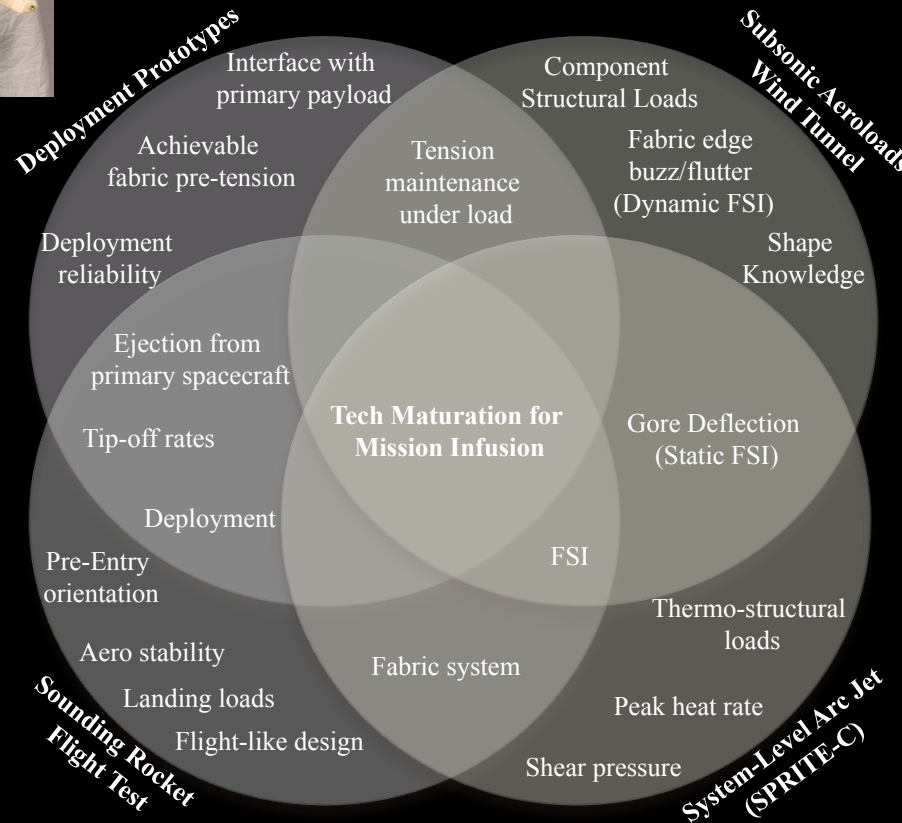 Deployment Prototypes
Subsonic Aeroloads
Wind Tunnel
Interface with
primary payload
Component
Structural Loads
Achievable
fabric pre-tension
Tension
maintenance
under load
Fabric edge
buzz/flutter
(Dynamic FSI)
Deployment
reliability
Shape
Knowledge
Ejection from
primary spacecraft
Tip-off rates
Tech Maturation for
Mission Infusion
Gore Deflection
(Static FSI)
Deployment
FSI
Pre-Entry
orientation
Thermo-structural
loads
Aero stability
Fabric system
Landing loads
Peak heat rate
Flight-like design
Shear pressure
Sounding Rocket
Flight Test
System-Level Arc Jet
(SPRITE-C)